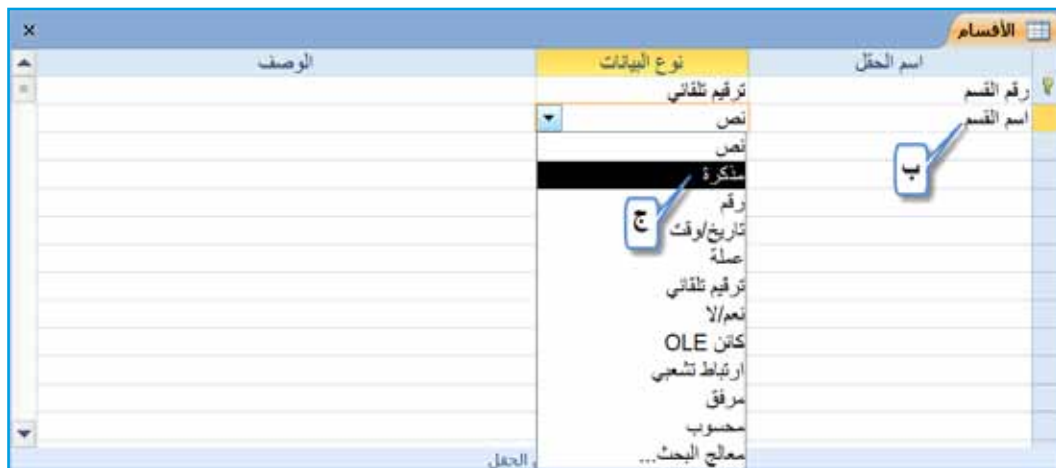 الأقسام
اسم الحقل نوع البيانات الوصف
رقم القسم ترقيم تلقائي
اسم القسم نص
ب
نص
مذكرة
ج
رقم
تاريخ/وقت
عملة
ترقيم تلقائي
نعم/لا
كائن OLE
ارتباط تشعبي
مرفق
محسوب
معالج البحث...
الحقل